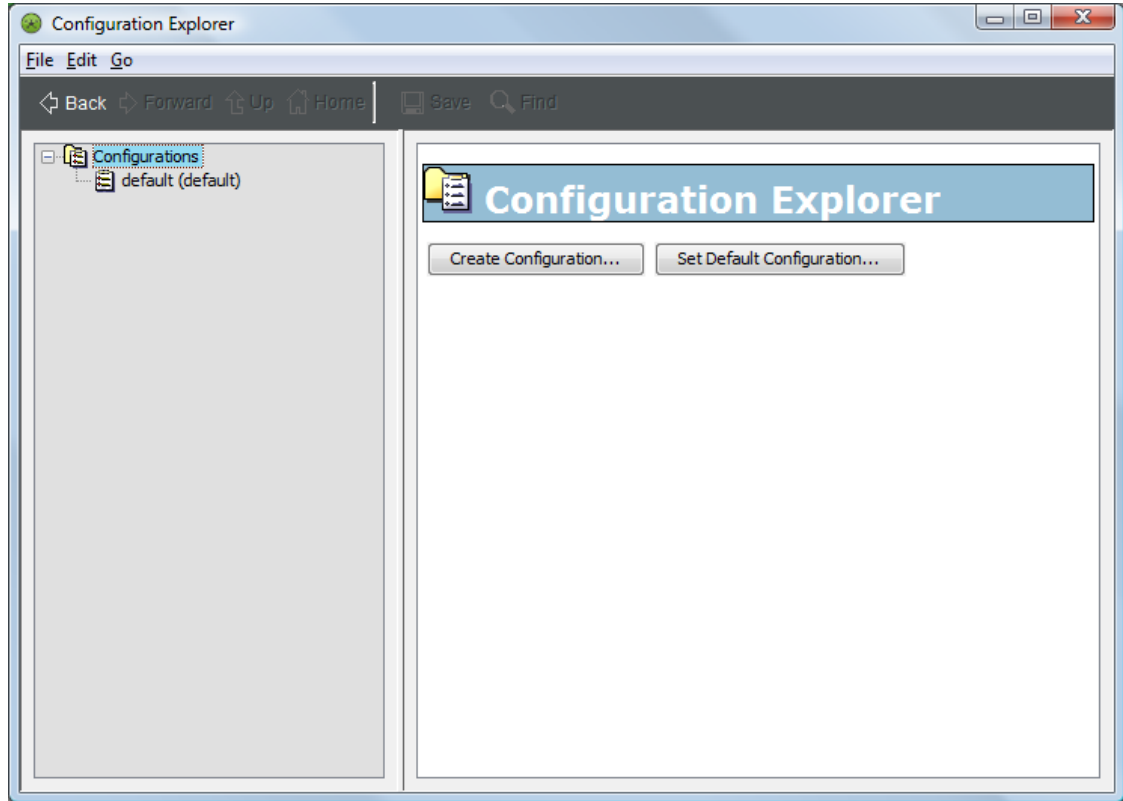 Configuration Explorer
File Edit Go
Back Forward Up Home Save Find
Configurations
default (default)
Configuration Explorer
Create Configuration... Set Default Configuration...